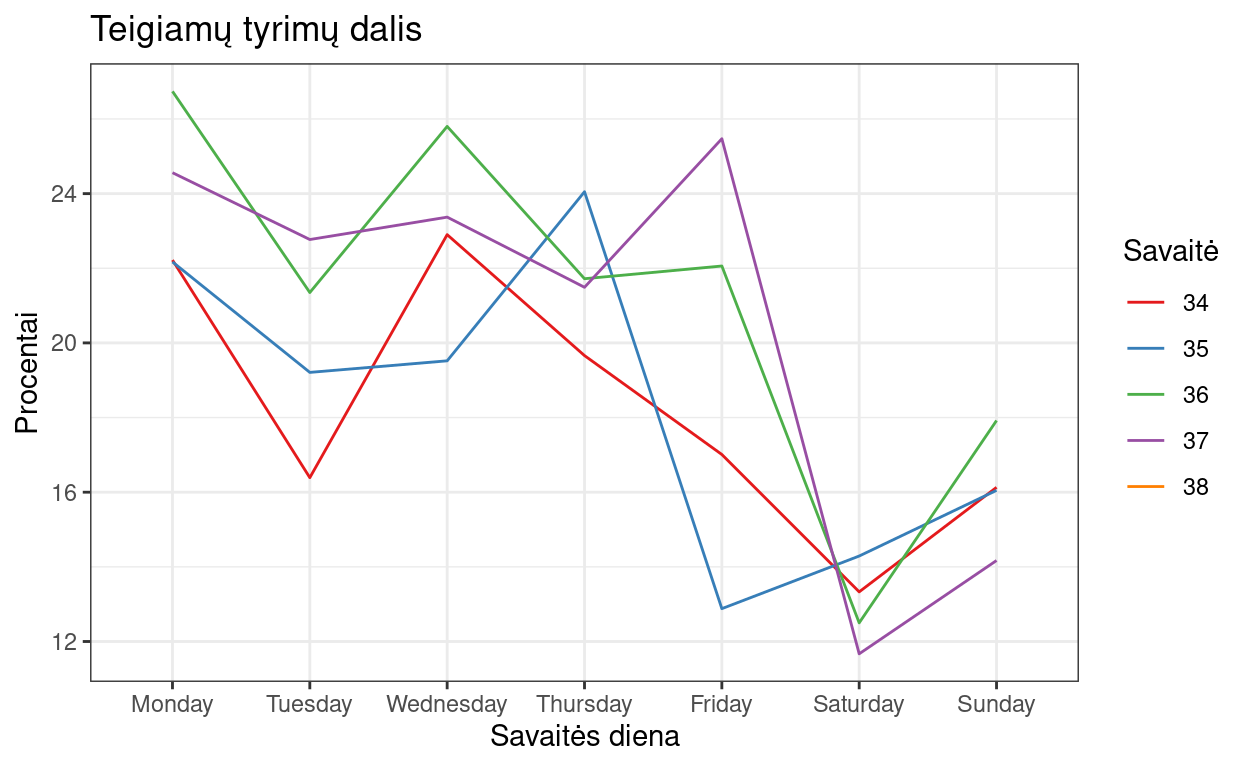 Teigiamų tyrimų dalis
Procentai
24
20
16
12
Monday Tuesday Wednesday Thursday Friday Saturday Sunday
Savaitės diena
Savaitė
34
35
36
37
38